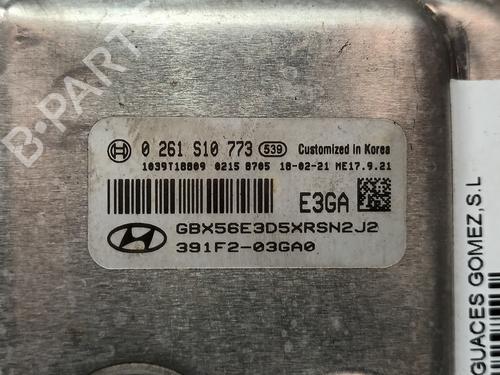 B-PARTS
0 261 S10 773 539 Customized in Korea
1039T18809 0215 8705 18-02-21 ME17.9.21
E3GA
GBX56E3D5XRSN2J2
391F2-03GA0
GUACES GOMEZ,S.L